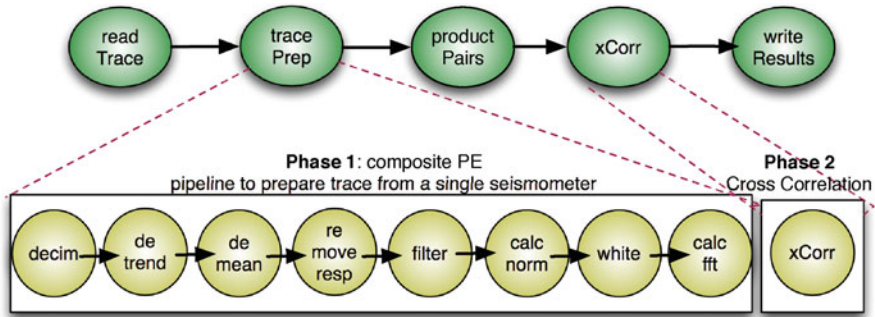 read
Trace
trace
Prep
product
Pairs
xCorr
write
Results
Phase 1: composite PE
pipeline to prepare trace from a single seismometer
Phase 2
Cross Correlation
decim
de
trend
de
mean
re
move
resp
filter
calc
norm
white
calc
fft
xCorr